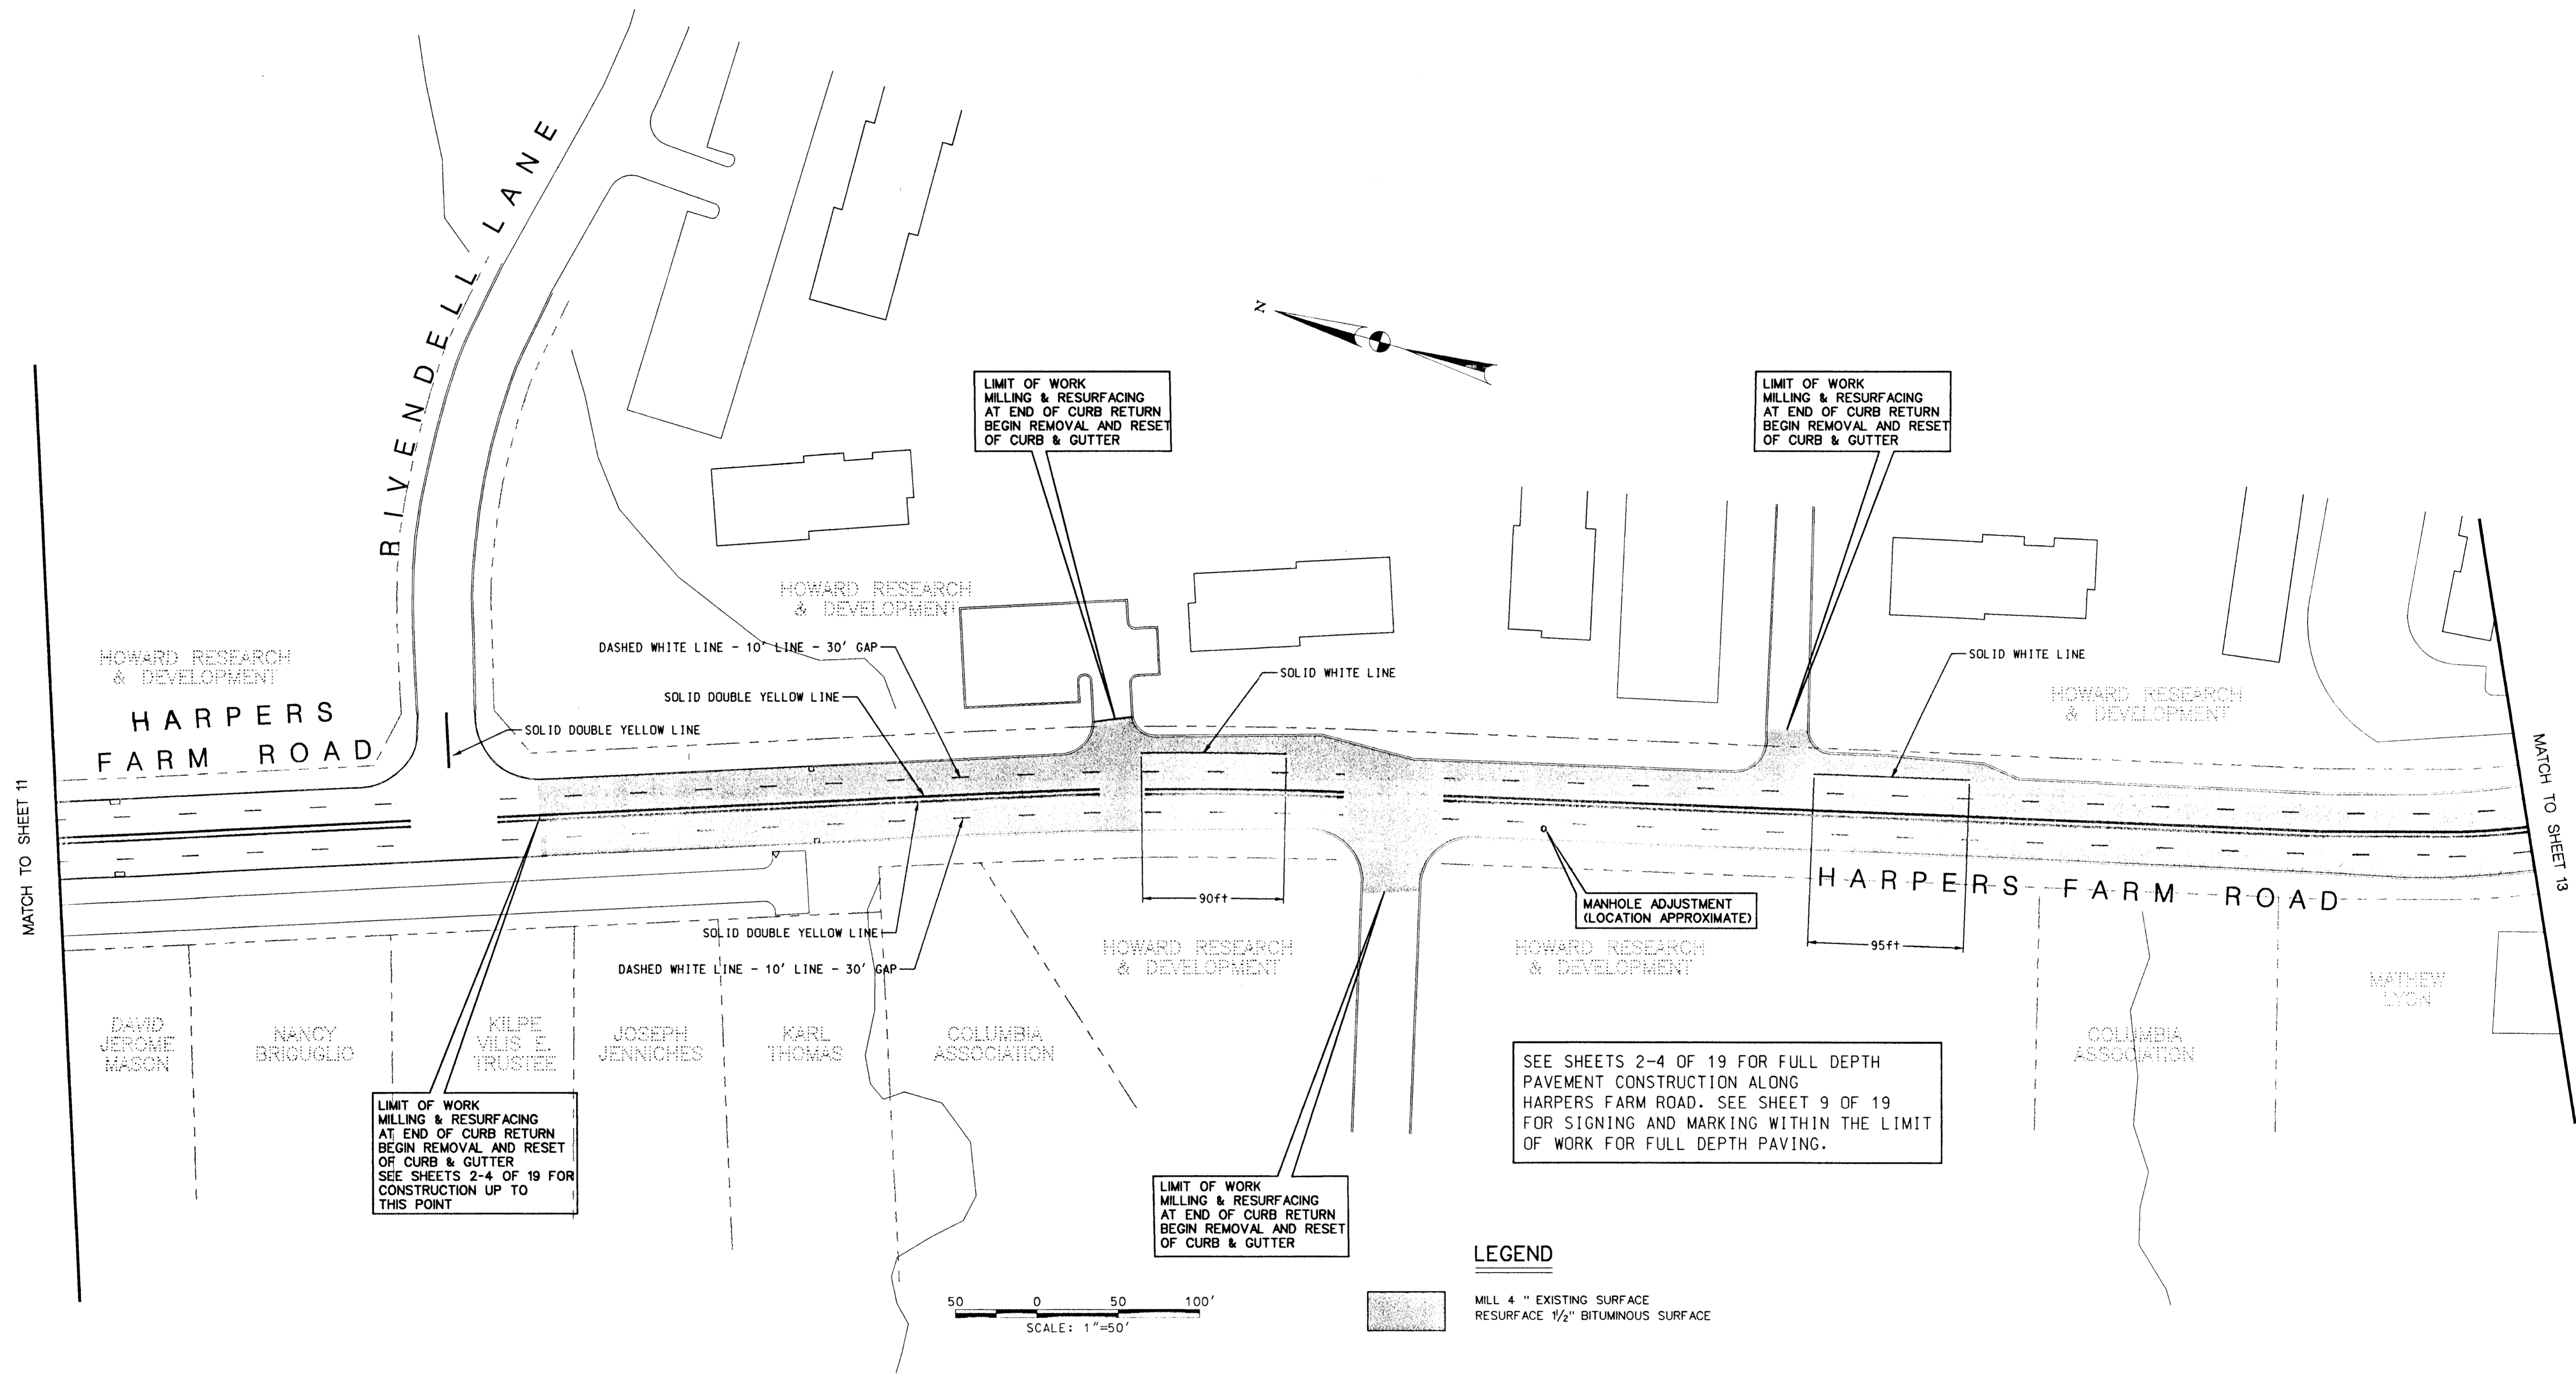 RIVENDELL LANE
N
LIMIT OF WORK
MILLING & RESURFACING
AT END OF CURB RETURN
BEGIN REMOVAL AND RESET
OF CURB & GUTTER
LIMIT OF WORK
MILLING & RESURFACING
AT END OF CURB RETURN
BEGIN REMOVAL AND RESET
OF CURB & GUTTER
HOWARD RESEARCH
& DEVELOPMENT
DASHED WHITE LINE - 10' LINE - 30' GAP
SOLID DOUBLE YELLOW LINE
SOLID DOUBLE YELLOW LINE
SOLID WHITE LINE
SOLID WHITE LINE
HOWARD RESEARCH
& DEVELOPMENT
HOWARD RESEARCH
& DEVELOPMENT
HARPERS
FARM ROAD
MATCH TO SHEET 11
MATCH TO SHEET 13
90ft
95ft
MANHOLE ADJUSTMENT
(LOCATION APPROXIMATE)
HARPERS FARM ROAD
SOLID DOUBLE YELLOW LINE
DASHED WHITE LINE - 10' LINE - 30' GAP
HOWARD RESEARCH
& DEVELOPMENT
HOWARD RESEARCH
& DEVELOPMENT
MATHEW
LYON
DAVID
JEROME
MASON
NANCY
BRIGUGLIO
KILPE
VILIS E.
TRUSTEE
JOSEPH
JENNICHES
KARL
THOMAS
COLUMBIA
ASSOCIATION
COLUMBIA
ASSOCIATION
SEE SHEETS 2-4 OF 19 FOR FULL DEPTH
PAVEMENT CONSTRUCTION ALONG
HARPERS FARM ROAD. SEE SHEET 9 OF 19
FOR SIGNING AND MARKING WITHIN THE LIMIT
OF WORK FOR FULL DEPTH PAVING.
LIMIT OF WORK
MILLING & RESURFACING
AT END OF CURB RETURN
BEGIN REMOVAL AND RESET
OF CURB & GUTTER
SEE SHEETS 2-4 OF 19 FOR
CONSTRUCTION UP TO
THIS POINT
LIMIT OF WORK
MILLING & RESURFACING
AT END OF CURB RETURN
BEGIN REMOVAL AND RESET
OF CURB & GUTTER
LEGEND
MILL 4 " EXISTING SURFACE
RESURFACE 1½" BITUMINOUS SURFACE
50 0 50 100'
SCALE: 1"=50'